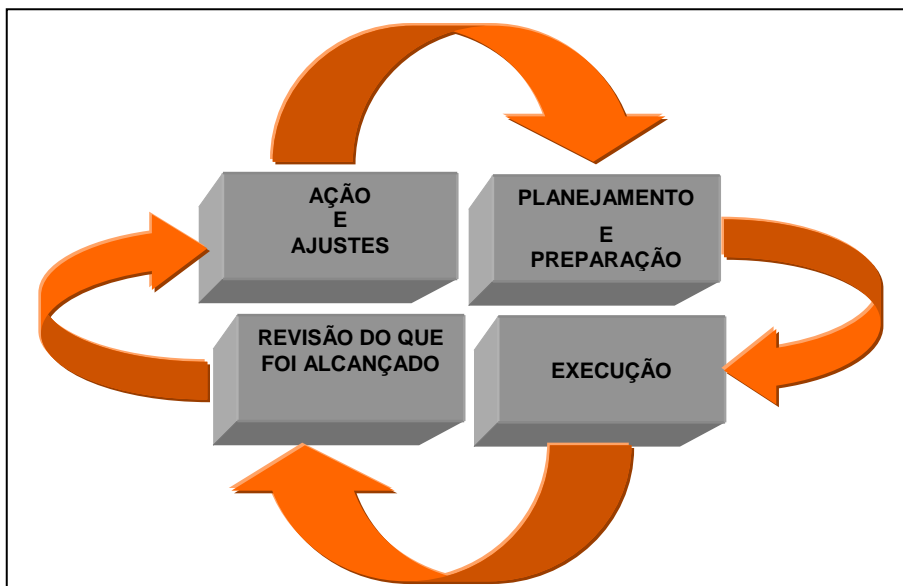 AÇÃO
E
AJUSTES
PLANEJAMENTO
E
PREPARAÇÃO
REVISÃO DO QUE
FOI ALCANÇADO
EXECUÇÃO